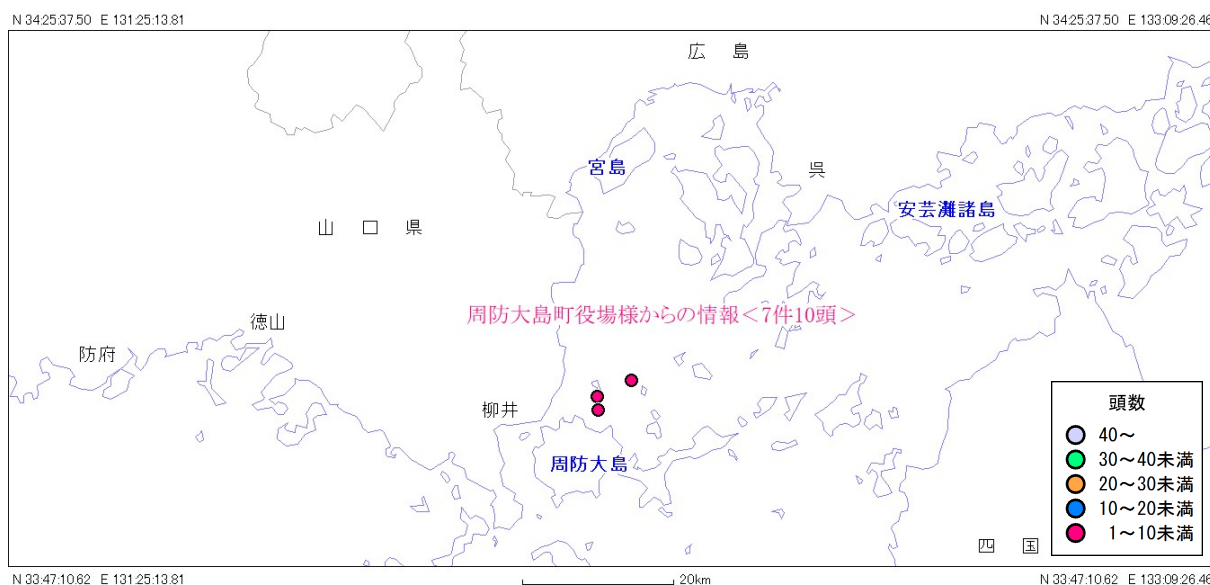 N 34:25:37.50 E 131:25:13.81
N 34:25:37.50 E 133:09:26.46
広 島
宮島
呉
安芸灘諸島
山 口 県
周防大島町役場様からの情報＜7件10頭＞
徳山
防府
柳井
周防大島
頭数
40～
30～40未満
20～30未満
10～20未満
1～10未満
四 国
N 33:47:10.62 E 131:25:13.81
20km
N 33:47:10.62 E 133:09:26.46